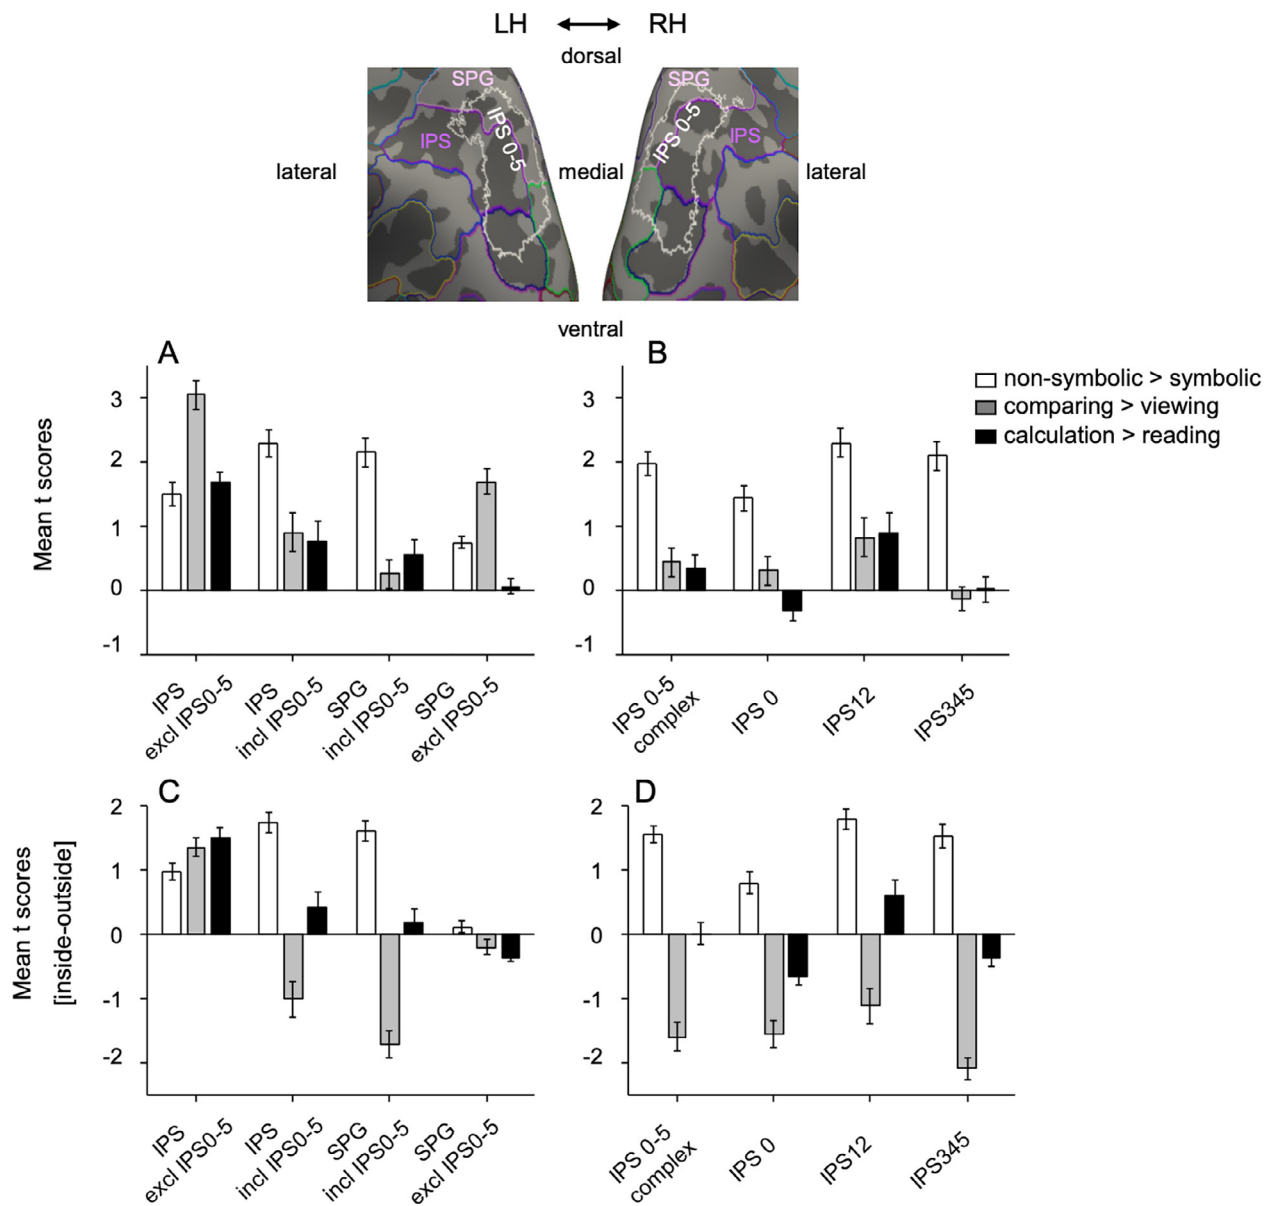 LH RH
dorsal
SPG SPG
IPS 0-5 IPS 0-5
IPS IPS
lateral medial lateral
ventral
A
Mean t scores
3
2
1
0
-1
IPS
excl IPS0-5
IPS
incl IPS0-5
SPG
incl IPS0-5
SPG
excl IPS0-5
B
3
2
1
0
-1
IPS 0-5
complex
IPS 0
IPS12
IPS345
non-symbolic > symbolic
comparing > viewing
calculation > reading
C
Mean t scores
[inside-outside]
2
1
0
-1
-2
IPS
excl IPS0-5
IPS
incl IPS0-5
SPG
incl IPS0-5
SPG
excl IPS0-5
D
2
1
0
-1
-2
IPS 0-5
complex
IPS 0
IPS12
IPS345